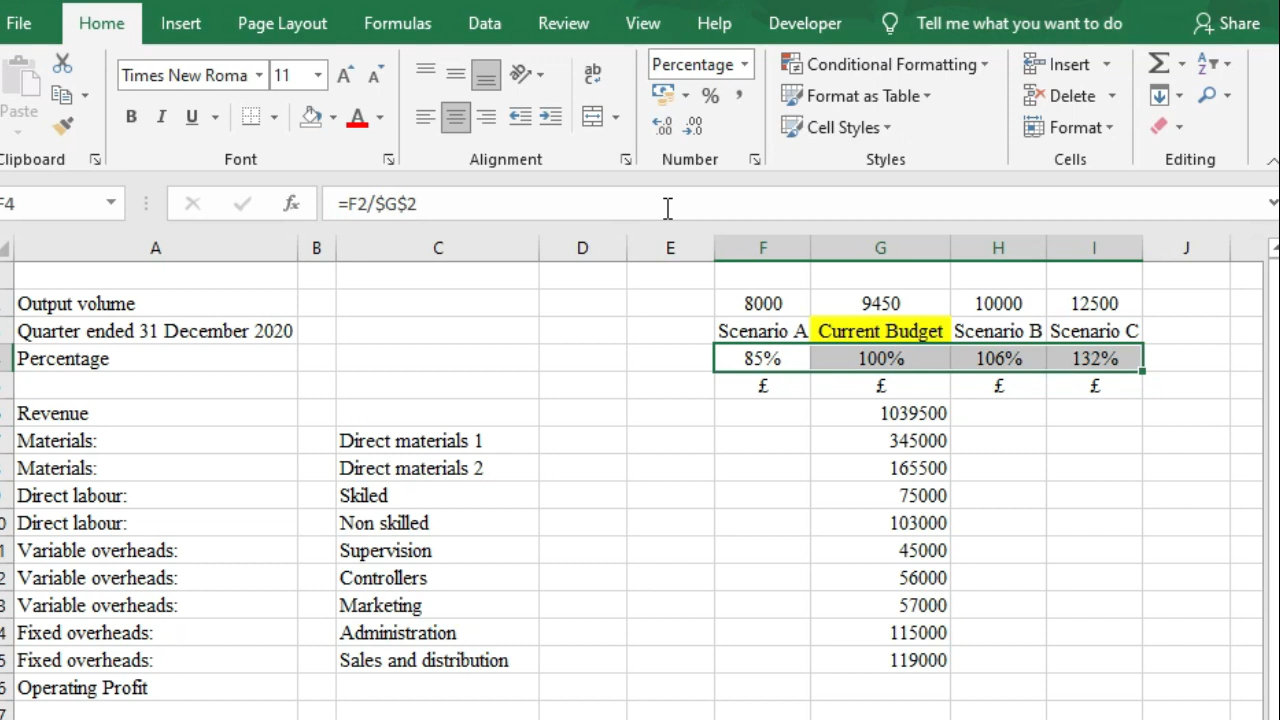 File Home Insert Page Layout Formulas Data Review View Help Developer Tell me what you want to do Share
Paste Times New Roma 11 ab Percentage Conditional Formatting Insert
B I U A % Format as Table Delete
Cell Styles Format
Clipboard Font Alignment Number Styles Cells Editing
F4 fx =F2/$G$2
A B C D E F G H I J
Output volume 8000 9450 10000 12500
Quarter ended 31 December 2020 Scenario A Current Budget Scenario B Scenario C
Percentage 85% 100% 106% 132%
£ £ £ £
Revenue 1039500
Materials: Direct materials 1 345000
Materials: Direct materials 2 165500
Direct labour: Skiled 75000
Direct labour: Non skilled 103000
Variable overheads: Supervision 45000
Variable overheads: Controllers 56000
Variable overheads: Marketing 57000
Fixed overheads: Administration 115000
Fixed overheads: Sales and distribution 119000
Operating Profit